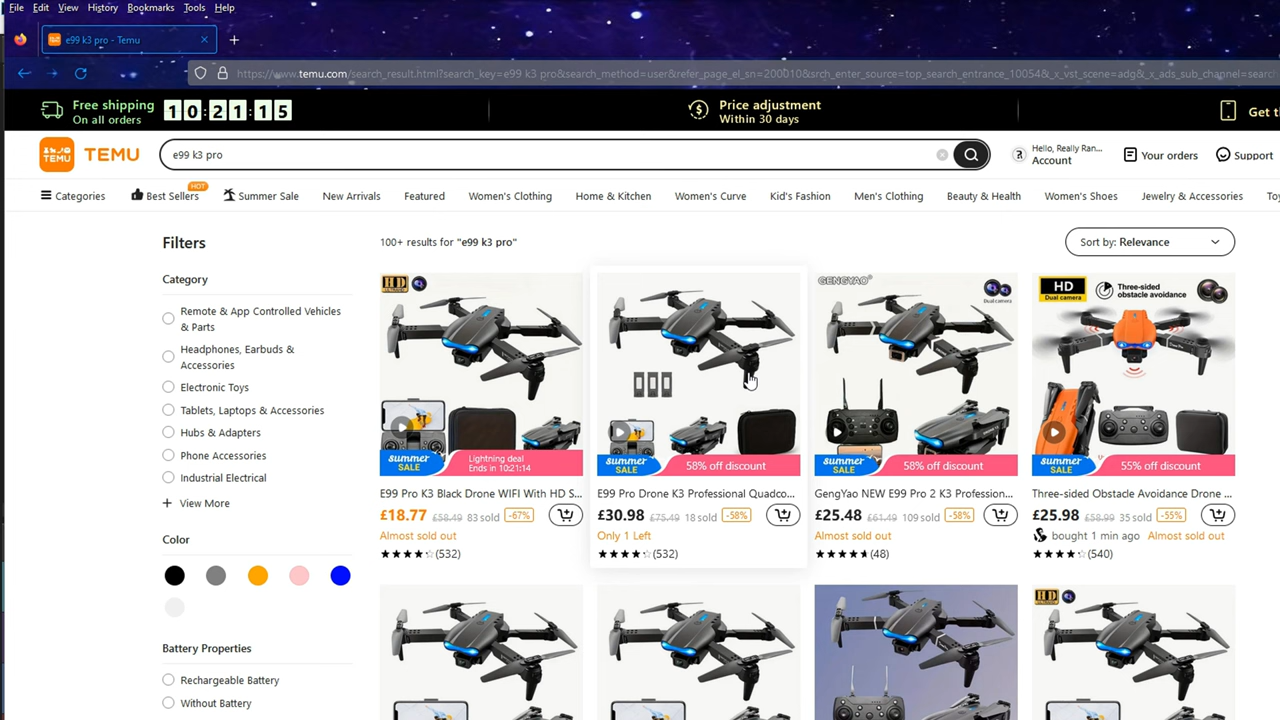 File Edit View History Bookmarks Tools Help
e99 k3 pro - Temu
https://www.temu.com/search_result.html?search_key=e99 k3 pro&search_method=user&refer_page_el_sn=200010&srch_enter_source=top_search_entrance_10054&_x_vst_scene=adg&_x_ads_sub_channel=search
Free shipping
On all orders
10:21:15
Price adjustment
Within 30 days
Get t
TEMU
TEMU
e99 k3 pro
Hello, Really Ran...
Account
Your orders
Support
Categories
HOT
Best Sellers
Summer Sale
New Arrivals
Featured
Women's Clothing
Home & Kitchen
Women's Curve
Kid's Fashion
Men's Clothing
Beauty & Health
Women's Shoes
Jewelry & Accessories
To
Filters
100+ results for "e99 k3 pro"
Sort by: Relevance
Category
Remote & App Controlled Vehicles
& Parts
Headphones, Earbuds &
Accessories
Electronic Toys
Tablets, Laptops & Accessories
Hubs & Adapters
Phone Accessories
Industrial Electrical
+ View More
Color
Battery Properties
Rechargeable Battery
Without Battery
HD
summer
SALE
Lightning deal
Ends in 10:21:14
E99 Pro K3 Black Drone WIFI With HD S...
£18.77 £58.49 83 sold -67%
Almost sold out
(532)
summer
SALE
58% off discount
E99 Pro Drone K3 Professional Quadco...
£30.98 £75.49 18 sold -58%
Only 1 Left
(532)
GENGYAO
Dual camera
summer
SALE
58% off discount
GengYao NEW E99 Pro 2 K3 Profession...
£25.48 £61.49 109 sold -58%
Almost sold out
(48)
HD
Dual camera
Three-sided
obstacle avoidance
summer
SALE
55% off discount
Three-sided Obstacle Avoidance Drone ...
£25.98 £58.99 35 sold -55%
bought 1 min ago Almost sold out
(540)
HD